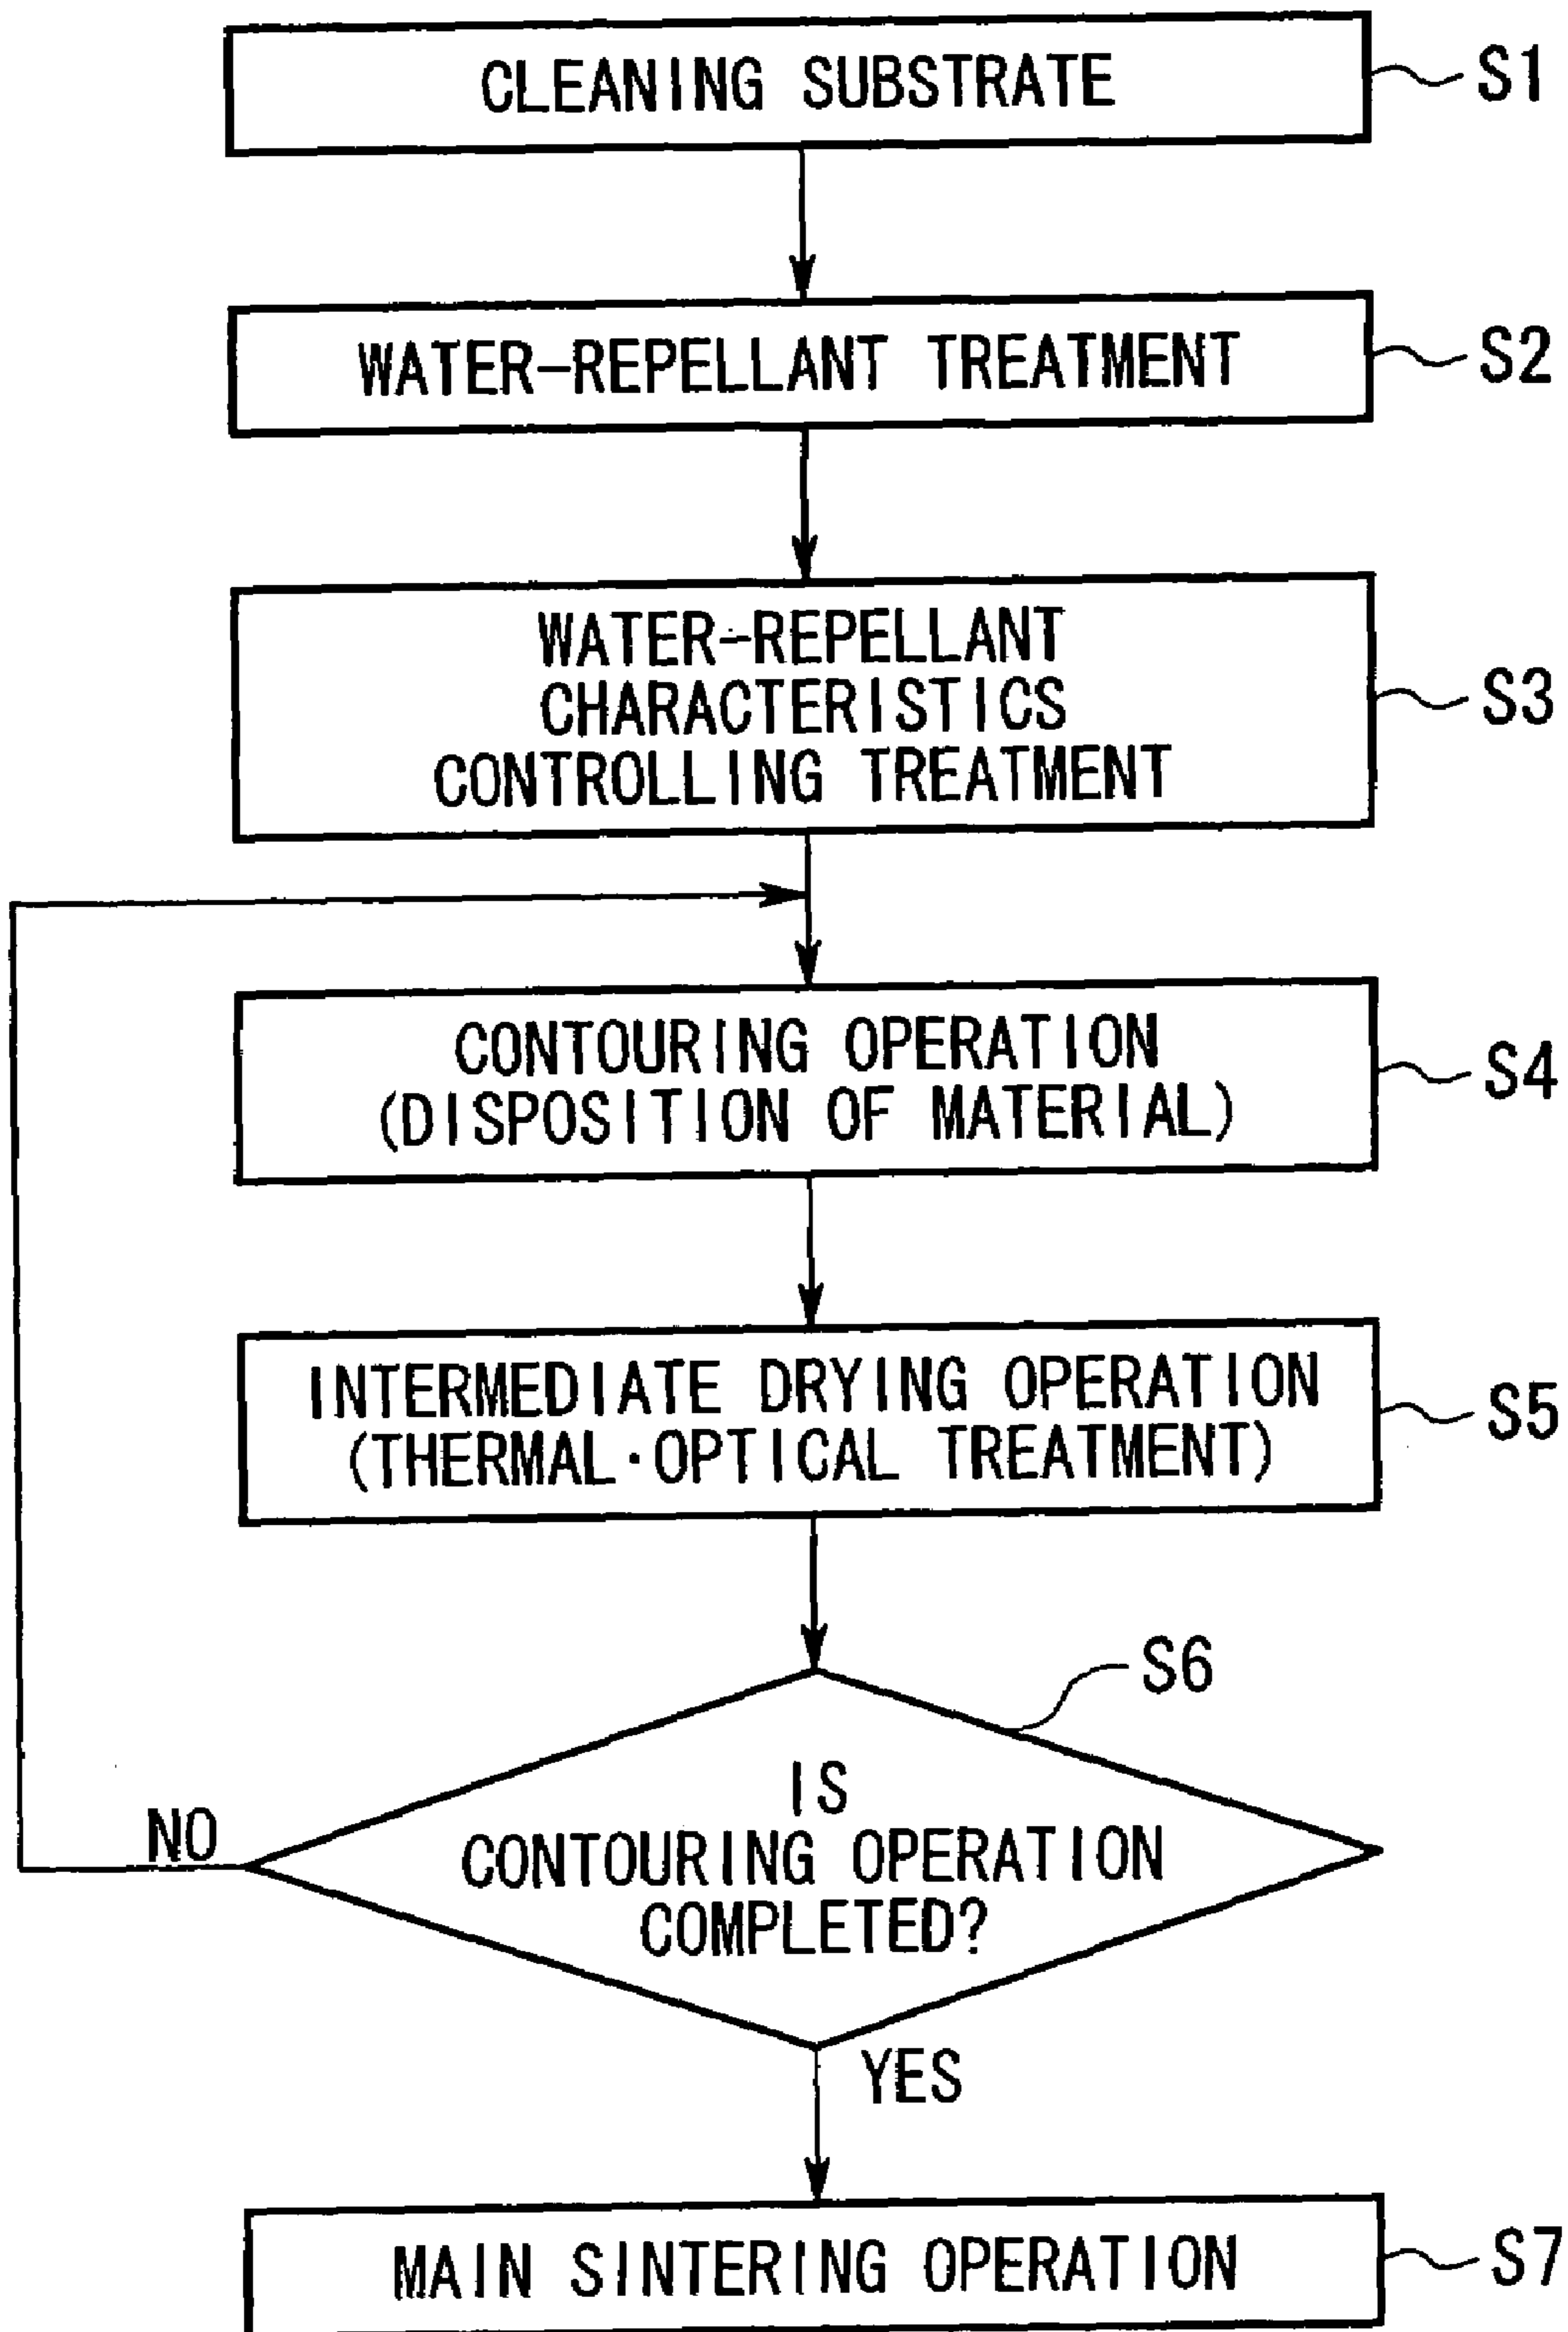 CLEANING SUBSTRATE
S1
WATER-REPELLANT TREATMENT
S2
WATER-REPELLANT
CHARACTERISTICS
CONTROLLING TREATMENT
S3
CONTOURING OPERATION
(DISPOSITION OF MATERIAL)
S4
INTERMEDIATE DRYING OPERATION
(THERMAL·OPTICAL TREATMENT)
S5
S6
IS
CONTOURING OPERATION
COMPLETED?
NO
YES
MAIN SINTERING OPERATION
S7